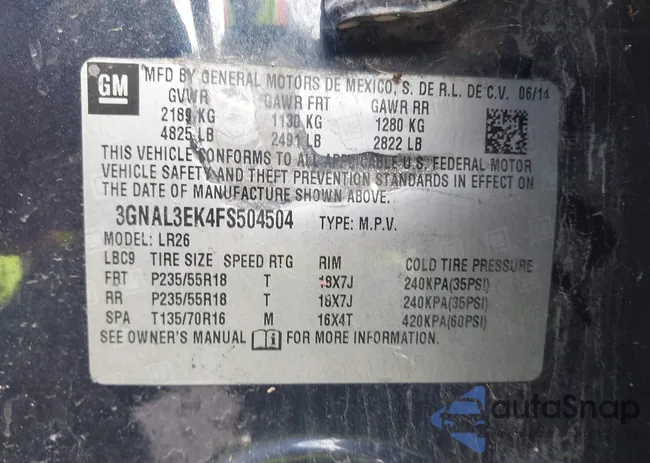 GM
MFD BY GENERAL MOTORS DE MEXICO, S. DE R.L. DE C.V. 06/14
GVWR GAWR FRT GAWR RR
2189 KG 1130 KG 1280 KG
4825 LB 2491 LB 2822 LB
THIS VEHICLE CONFORMS TO ALL APPLICABLE U.S. FEDERAL MOTOR
VEHICLE SAFETY AND THEFT PREVENTION STANDARDS IN EFFECT ON
THE DATE OF MANUFACTURE SHOWN ABOVE.
3GNAL3EK4FS504504 TYPE: M.P.V.
MODEL: LR26
LBC9 TIRE SIZE SPEED RTG RIM COLD TIRE PRESSURE
FRT P235/55R18 T 18X7J 240KPA(35PSI)
RR P235/55R18 T 18X7J 240KPA(35PSI)
SPA T135/70R16 M 16X4T 420KPA(60PSI)
SEE OWNER'S MANUAL FOR MORE INFORMATION.
autoSnap